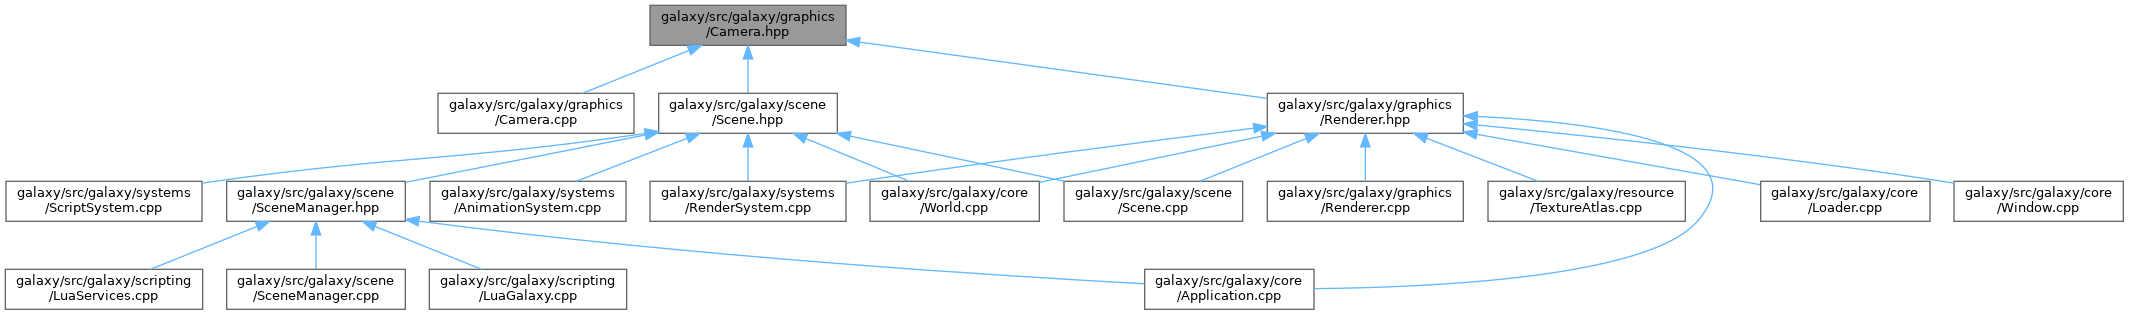 galaxy/src/galaxy/graphics
/Camera.hpp
galaxy/src/galaxy/graphics
/Camera.cpp
galaxy/src/galaxy/scene
/Scene.hpp
galaxy/src/galaxy/graphics
/Renderer.hpp
galaxy/src/galaxy/systems
/ScriptSystem.cpp
galaxy/src/galaxy/scene
/SceneManager.hpp
galaxy/src/galaxy/systems
/AnimationSystem.cpp
galaxy/src/galaxy/systems
/RenderSystem.cpp
galaxy/src/galaxy/core
/World.cpp
galaxy/src/galaxy/scene
/Scene.cpp
galaxy/src/galaxy/graphics
/Renderer.cpp
galaxy/src/galaxy/resource
/TextureAtlas.cpp
galaxy/src/galaxy/core
/Loader.cpp
galaxy/src/galaxy/core
/Window.cpp
galaxy/src/galaxy/scripting
/LuaServices.cpp
galaxy/src/galaxy/scene
/SceneManager.cpp
galaxy/src/galaxy/scripting
/LuaGalaxy.cpp
galaxy/src/galaxy/core
/Application.cpp